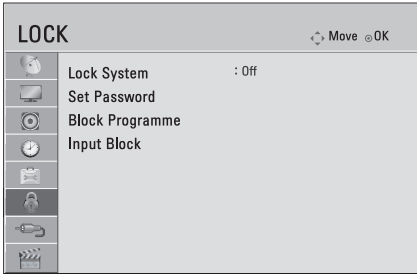 LOCK
Move OK
Lock System : Off
Set Password
Block Programme
Input Block